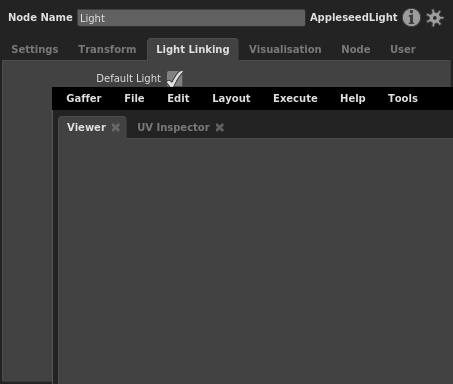 Node Name Light AppleseedLight
Settings Transform Light Linking Visualisation Node User
Default Light
Gaffer File Edit Layout Execute Help Tools
Viewer UV Inspector